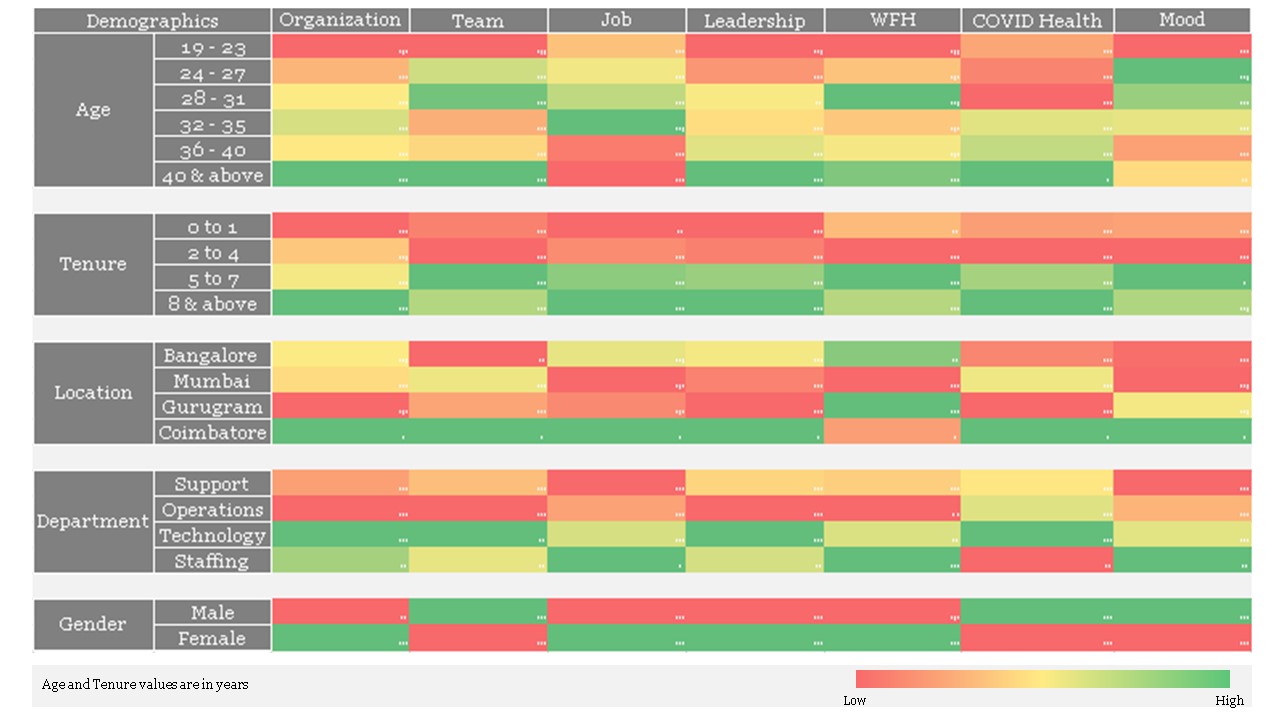 Demographics Organization Team Job Leadership WFH COVID Health Mood
Age
19 - 23
24 - 27
28 - 31
32 - 35
36 - 40
40 & above
Tenure
0 to 1
2 to 4
5 to 7
8 & above
Location
Bangalore
Mumbai
Gurugram
Coimbatore
Department
Support
Operations
Technology
Staffing
Gender
Male
Female
Age and Tenure values are in years
Low High